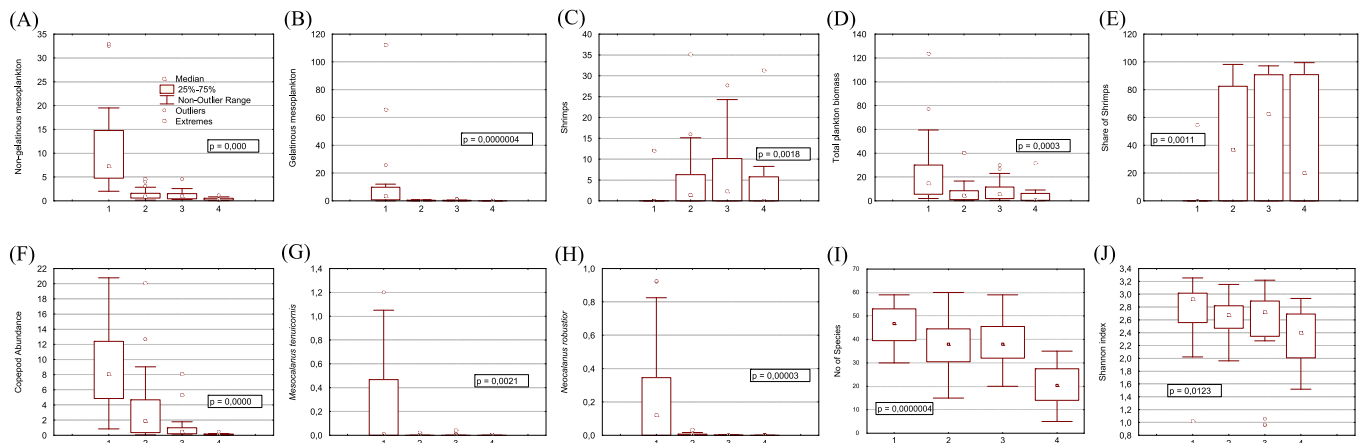 (A)
Non-gelatinous mesoplankton
35
30
25
20
15
10
5
0
Median
25%-75%
Non-Outlier Range
Outliers
Extremes
p = 0,000
1 2 3 4
(B)
Gelatinous mesoplankton
120
100
80
60
40
20
0
p = 0,0000004
1 2 3 4
(C)
Shrimps
40
35
30
25
20
15
10
5
0
p = 0,0018
1 2 3 4
(D)
Total plankton biomass
140
120
100
80
60
40
20
0
p = 0,0003
1 2 3 4
(E)
Share of Shrimps
120
100
80
60
40
20
0
p = 0,0011
1 2 3 4
(F)
Copepod Abundance
22
20
18
16
14
12
10
8
6
4
2
0
p = 0,0000
1 2 3 4
(G)
Mesocalanus tenuicornis
1,4
1,2
1,0
0,8
0,6
0,4
0,2
0,0
p = 0,0021
1 2 3 4
(H)
Neocalanus robustior
1,0
0,8
0,6
0,4
0,2
0,0
p = 0,00003
1 2 3 4
(I)
No of Species
70
60
50
40
30
20
10
0
p = 0,0000004
1 2 3 4
(J)
Shannon index
3,4
3,2
3,0
2,8
2,6
2,4
2,2
2,0
1,8
1,6
1,4
1,2
1,0
0,8
p = 0,0123
1 2 3 4